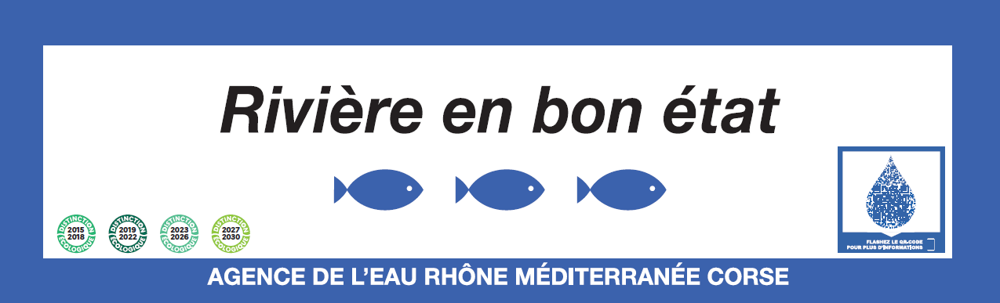 Rivière en bon état
DISTINCTION
2015
2018
ÉCOLOGIQUE
DISTINCTION
2019
2022
ÉCOLOGIQUE
DISTINCTION
2023
2026
ÉCOLOGIQUE
DISTINCTION
2027
2030
ÉCOLOGIQUE
FLASHEZ LE QR-CODE
POUR PLUS D'INFORMATIONS
AGENCE DE L'EAU RHÔNE MÉDITERRANÉE CORSE